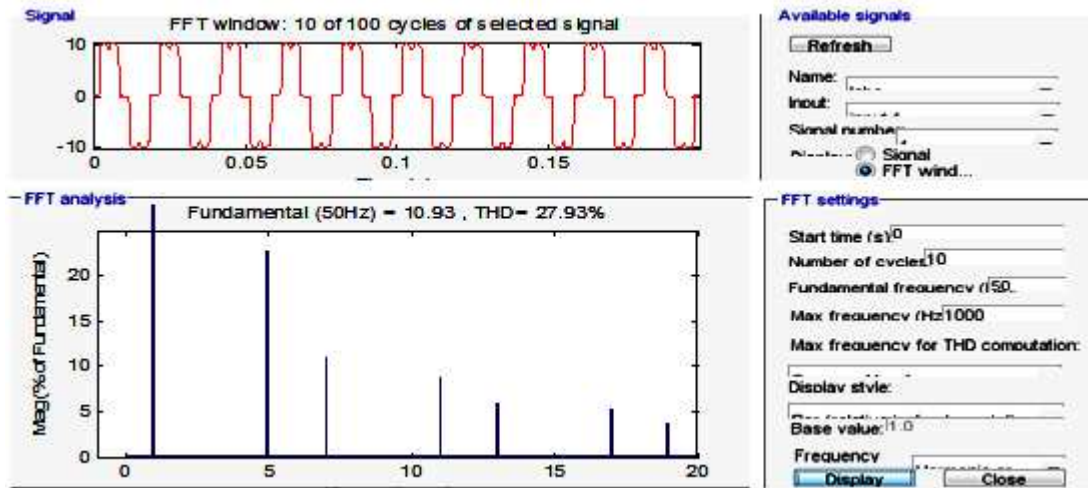 Signal
FFT window: 10 of 100 cycles of selected signal
10
0
-10
0
0.05
0.1
0.15
Available signals
Refresh
Name:
Input:
Signal number:
Signal
FFT wind...
FFT analysis
Fundamental (50Hz) = 10.93 , THD= 27.93%
Mag (% of Fundamental)
20
15
10
5
0
0
5
10
15
20
FFT settings
Start time (s): 0
Number of cycles: 10
Fundamental frequency 50
Max frequency (Hz 1000
Max frequency for THD computation:
Display style:
Base value: 1.0
Frequency
Display
Close